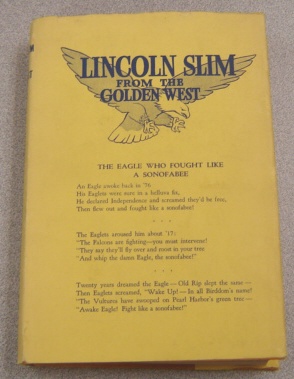 LINCOLN SLIM
FROM THE
GOLDEN WEST
THE EAGLE WHO FOUGHT LIKE
A SONOFABEE
An Eagle awoke back in '76
His Eaglets were sore in a helluva fix,
He declared Independence and screamed they'd be free,
Then flew out and fought like a sonofabee!
. . .
The Eaglets aroused him about '17:
"The Falcons are fighting—you must intervene!
"They say they'll fly over and roost in your tree
"And whip the damn Eagle, the sonofabee!"
. . .
Twenty years dreamed the Eagle—Old Rip slept the same—
Then Eaglets screamed, "Wake Up!—In all Birddom's name!
"The Vultures have swooped on Pearl Harbor's green tree—
"Awake Eagle! Fight like a sonofabee!"